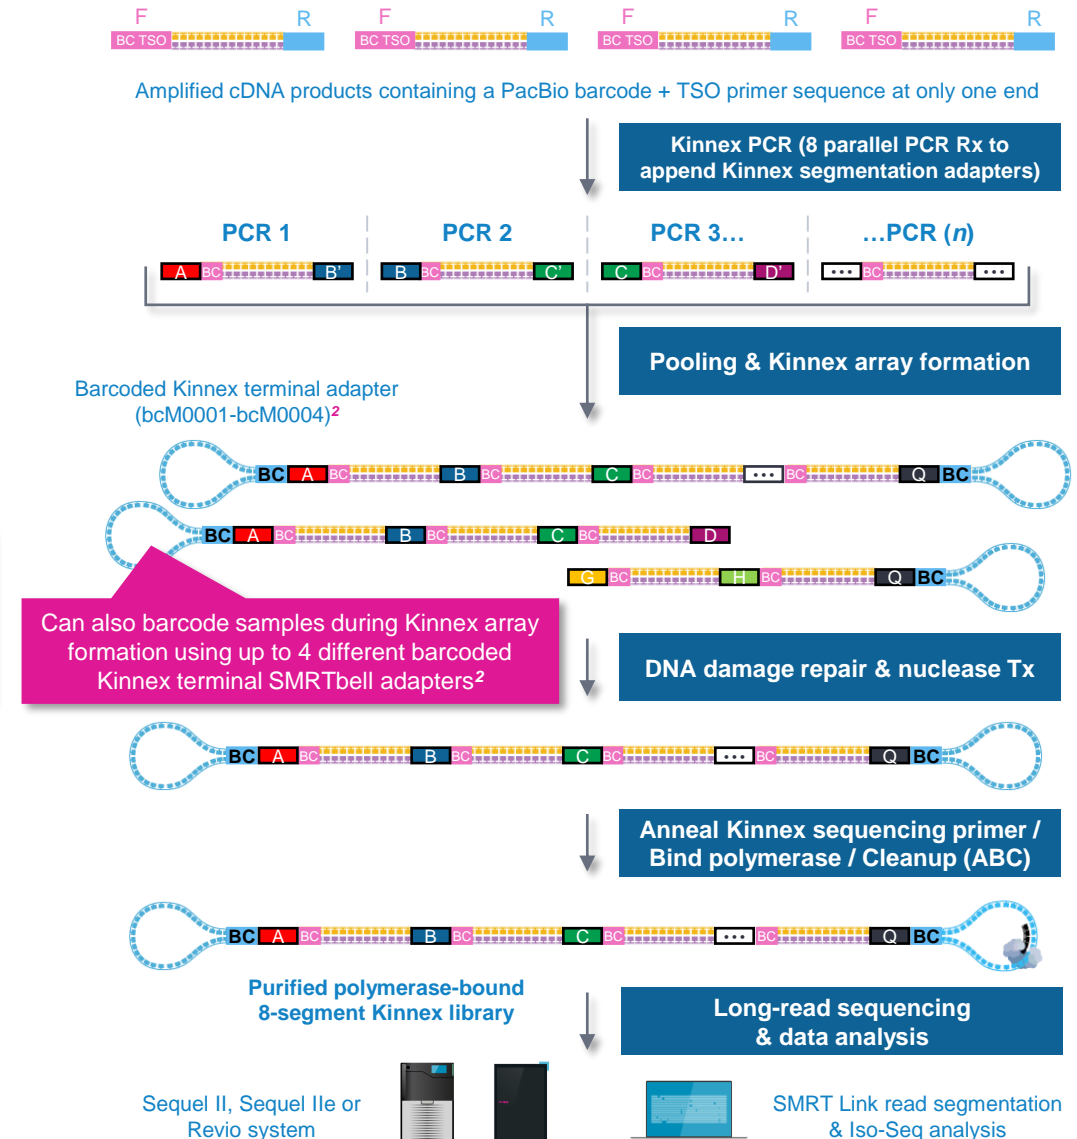 F R F R F R F R
BC TSO BC TSO BC TSO BC TSO
Amplified cDNA products containing a PacBio barcode + TSO primer sequence at only one end
Kinnex PCR (8 parallel PCR Rx to
append Kinnex segmentation adapters)
PCR 1 PCR 2 PCR 3... ...PCR (n)
A BC B' B BC C' C BC D' ... BC ...
Pooling & Kinnex array formation
Barcoded Kinnex terminal adapter
(bcM0001-bcM0004)2
BC A BC B BC C BC ... BC Q BC
BC A BC B BC C BC D
G BC H BC Q BC
Can also barcode samples during Kinnex array
formation using up to 4 different barcoded
Kinnex terminal SMRTbell adapters2
DNA damage repair & nuclease Tx
BC A BC B BC C BC ... BC Q BC
Anneal Kinnex sequencing primer /
Bind polymerase / Cleanup (ABC)
BC A BC B BC C BC ... BC Q BC
Purified polymerase-bound
8-segment Kinnex library
Long-read sequencing
& data analysis
Sequel II, Sequel IIe or
Revio system
SMRT Link read segmentation
& Iso-Seq analysis